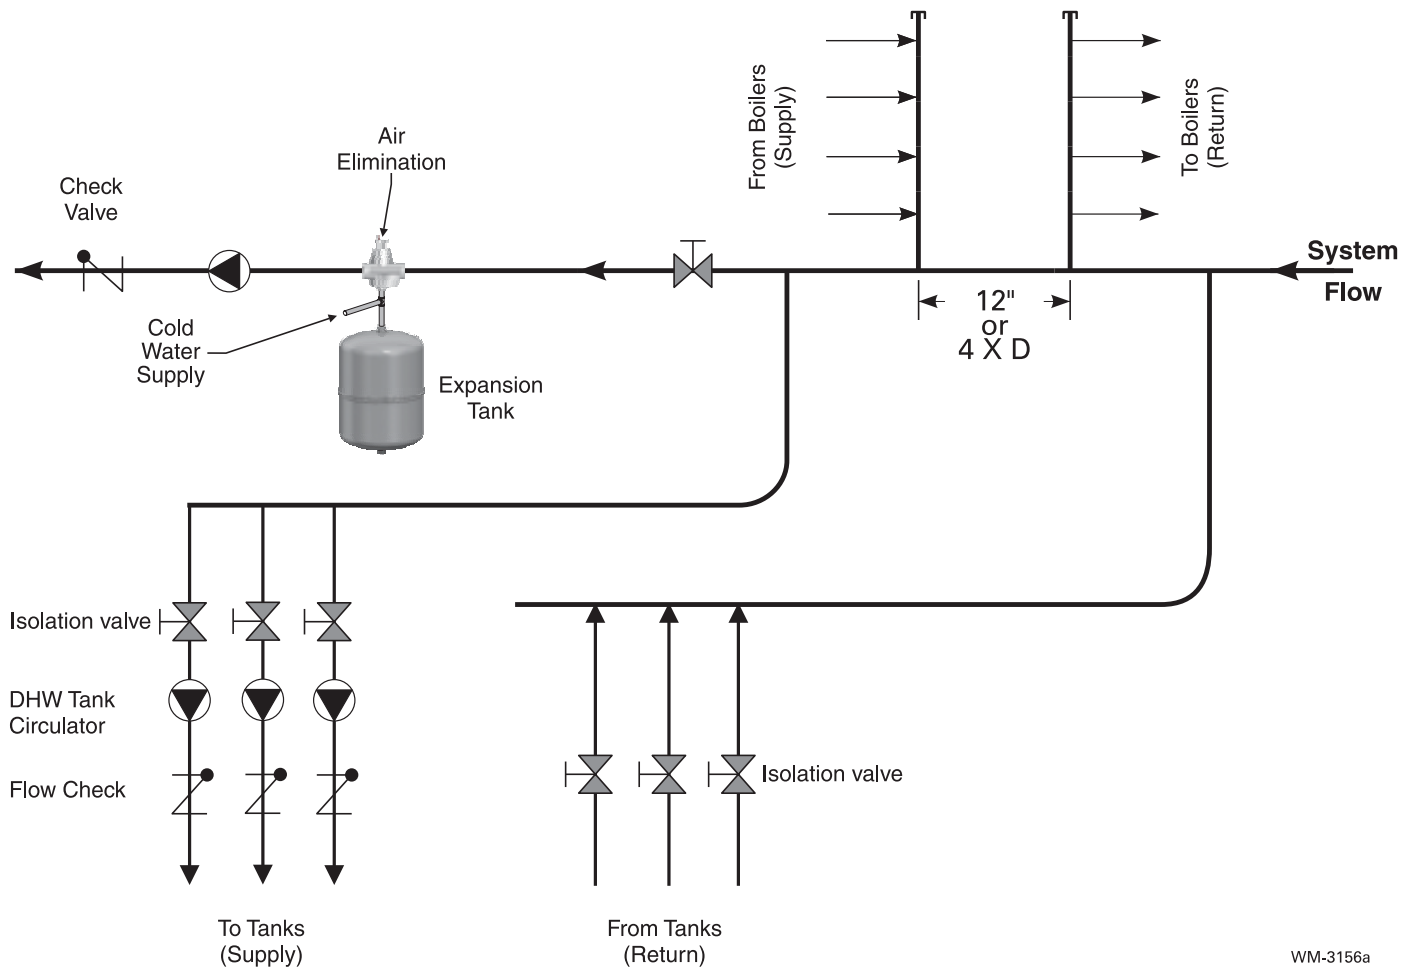 From Boilers
(Supply)
To Boilers
(Return)
Air
Elimination
Check
Valve
System
Flow
12"
or
4 X D
Cold
Water
Supply
Expansion
Tank
Isolation valve
DHW Tank
Circulator
Flow Check
Isolation valve
To Tanks
(Supply)
From Tanks
(Return)
WM-3156a